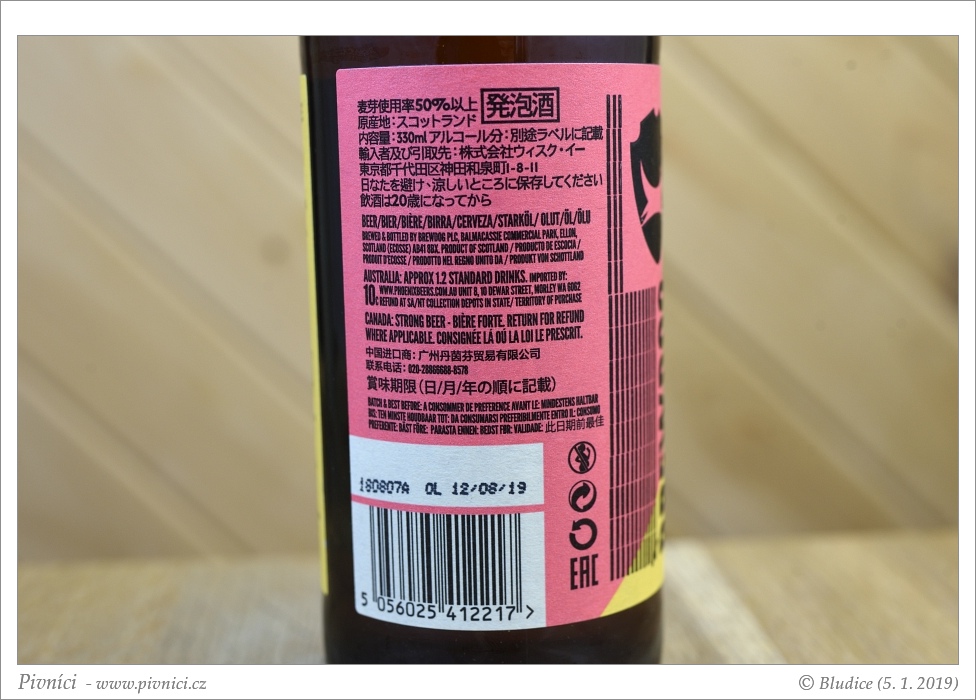 麦芽使用率50%以上 発泡酒
原産地:スコットランド
内容量:330ml アルコール分:別途ラベルに記載
輸入者及び引取先:株式会社ウィスク・イー
東京都千代田区神田和泉町1-8-11
日なたを避け、涼しいところに保存してください
飲酒は20歳になってから
BEER/BIER/BIÈRE/BIRRA/CERVEZA/STARKÖL/ OLUT/ÖL/ÖLU
BREWED & BOTTLED BY BREWDOG PLC, BALMACASSIE COMMERCIAL PARK, ELLON,
SCOTLAND (ECOSSE) AB41 8BX. PRODUCT OF SCOTLAND / PRODUCTO DE ESCOCIA /
PRODUIT D'ECOSSE / PRODOTTO NEL REGNO UNITO DA / PRODUKT VON SCHOTTLAND
AUSTRALIA: APPROX 1.2 STANDARD DRINKS. IMPORTED BY:
WWW.PHOENIXBEERS.COM.AU UNIT 8, 10 DEWAR STREET, MORLEY WA 6062
10C REFUND AT SA/NT COLLECTION DEPOTS IN STATE/ TERRITORY OF PURCHASE
CANADA: STRONG BEER - BIÈRE FORTE. RETURN FOR REFUND
WHERE APPLICABLE. CONSIGNÉE LÁ OÚ LA LOI LE PRESCRIT.
中国进口商:广州丹茵芬贸易有限公司
联系电话:020-28866688-8578
賞味期限(日/月/年の順に記載)
BATCH & BEST BEFORE: A CONSOMMER DE PREFERENCE AVANT LE: MINDESTENS HALTBAR
BIS: TEN MINSTE HOUDBAAR TOT: DA CONSUMARSI PREFERIBILMENTE ENTRO IL: CONSUMO
PREFERENTE: BÄST FÖRE: PARASTA ENNEN: BEDST FØR: VALIDADE: 此日期前最佳
180807A OL 12/08/19
5 056025 412217 >
EAC
Pivníci - www.pivnici.cz
© Bludice (5. 1. 2019)